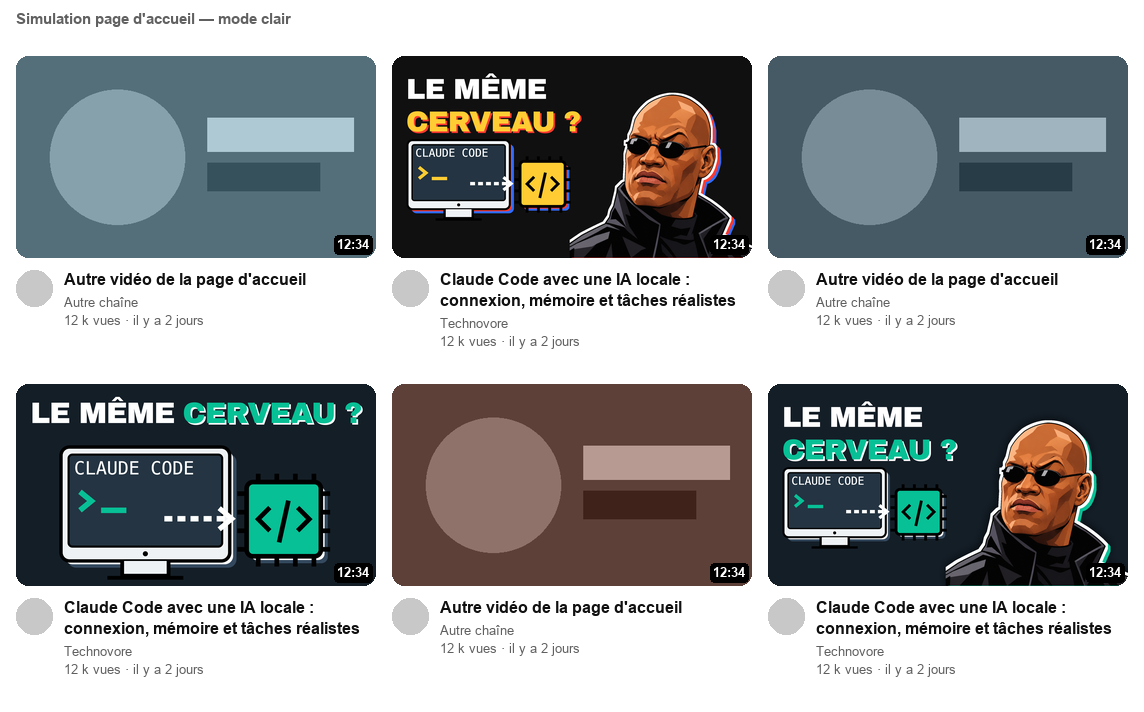 Simulation page d'accueil — mode clair
12:34
Autre vidéo de la page d'accueil
Autre chaîne
12 k vues · il y a 2 jours
LE MÊME
CERVEAU ?
CLAUDE CODE
>_
</>
12:34
Claude Code avec une IA locale :
connexion, mémoire et tâches réalistes
Technovore
12 k vues · il y a 2 jours
12:34
Autre vidéo de la page d'accueil
Autre chaîne
12 k vues · il y a 2 jours
LE MÊME CERVEAU ?
CLAUDE CODE
>_
</>
12:34
Claude Code avec une IA locale :
connexion, mémoire et tâches réalistes
Technovore
12 k vues · il y a 2 jours
12:34
Autre vidéo de la page d'accueil
Autre chaîne
12 k vues · il y a 2 jours
LE MÊME
CERVEAU ?
CLAUDE CODE
>_
</>
12:34
Claude Code avec une IA locale :
connexion, mémoire et tâches réalistes
Technovore
12 k vues · il y a 2 jours